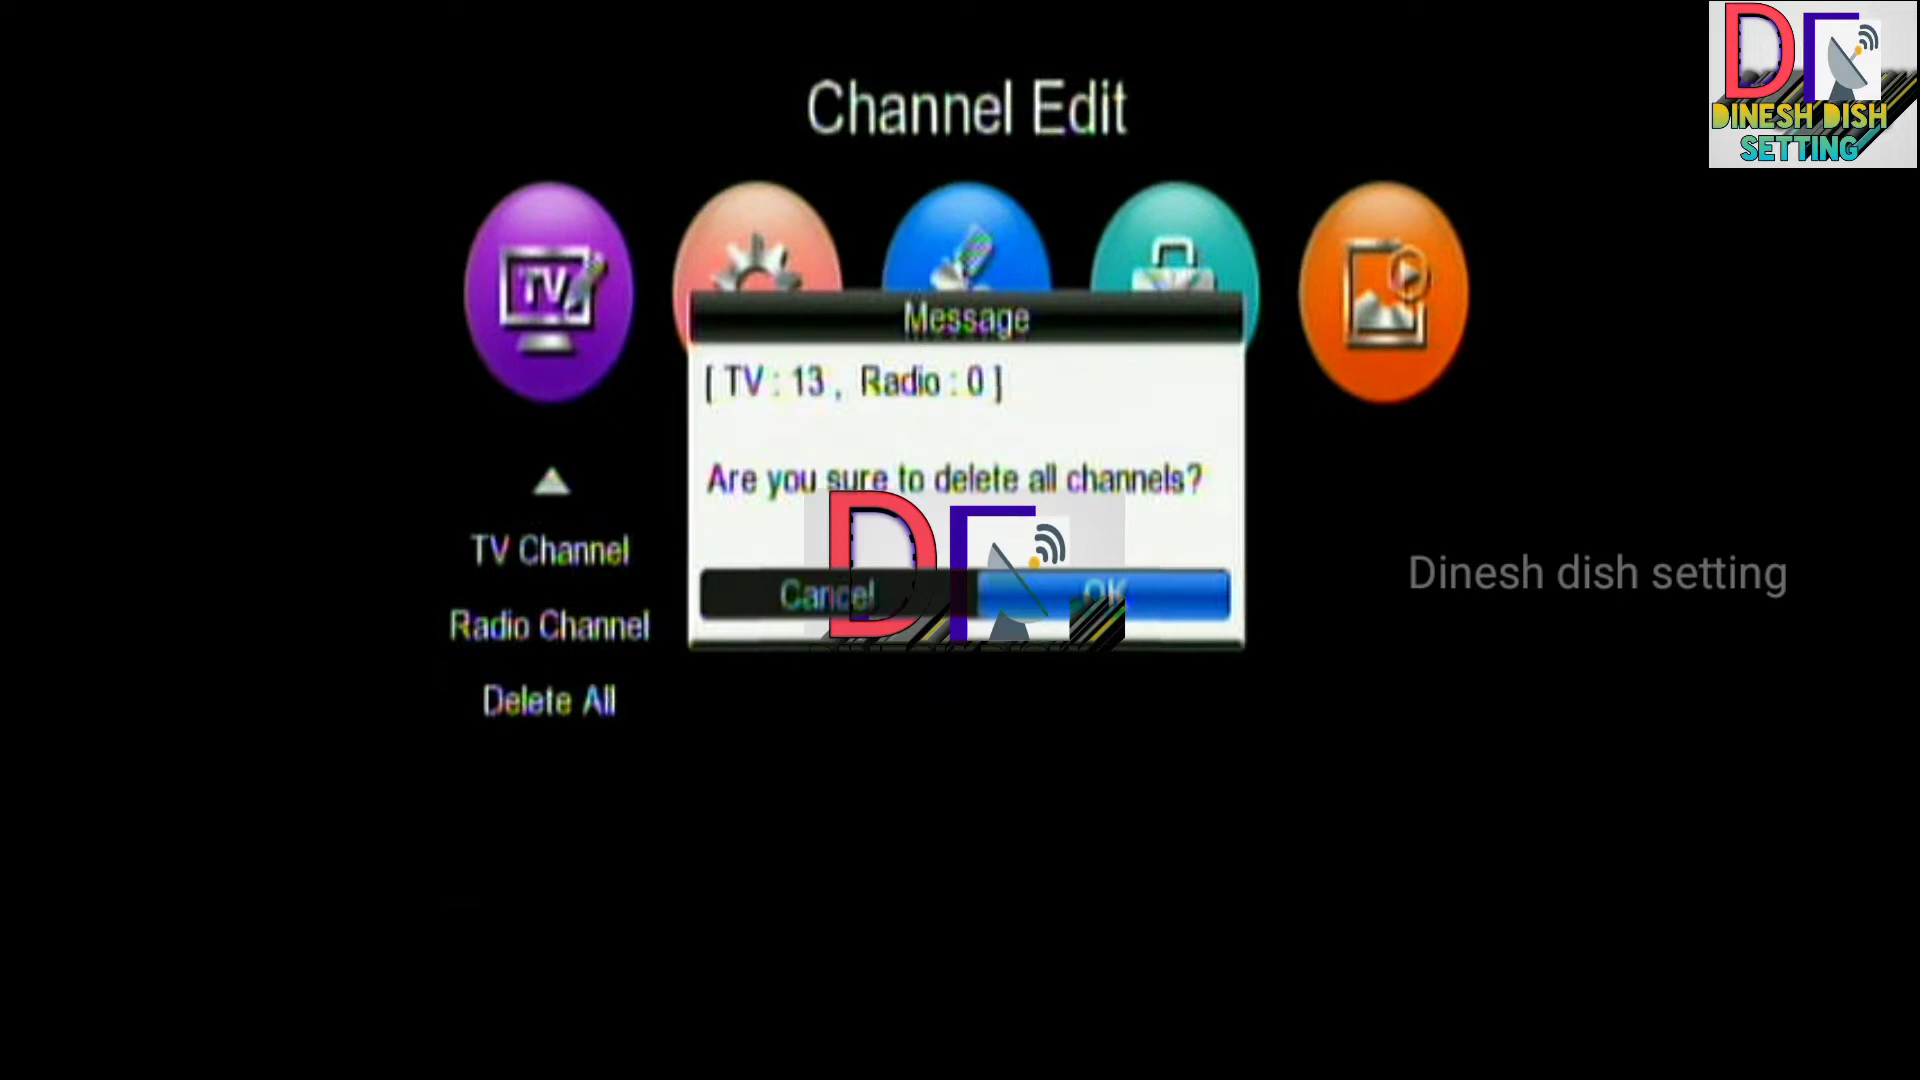 Channel Edit
DINESH DISH
SETTING
TV
Message
[ TV : 13 , Radio : 0 ]
Are you sure to delete all channels?
Cancel
OK
TV Channel
Radio Channel
Delete All
Dinesh dish setting